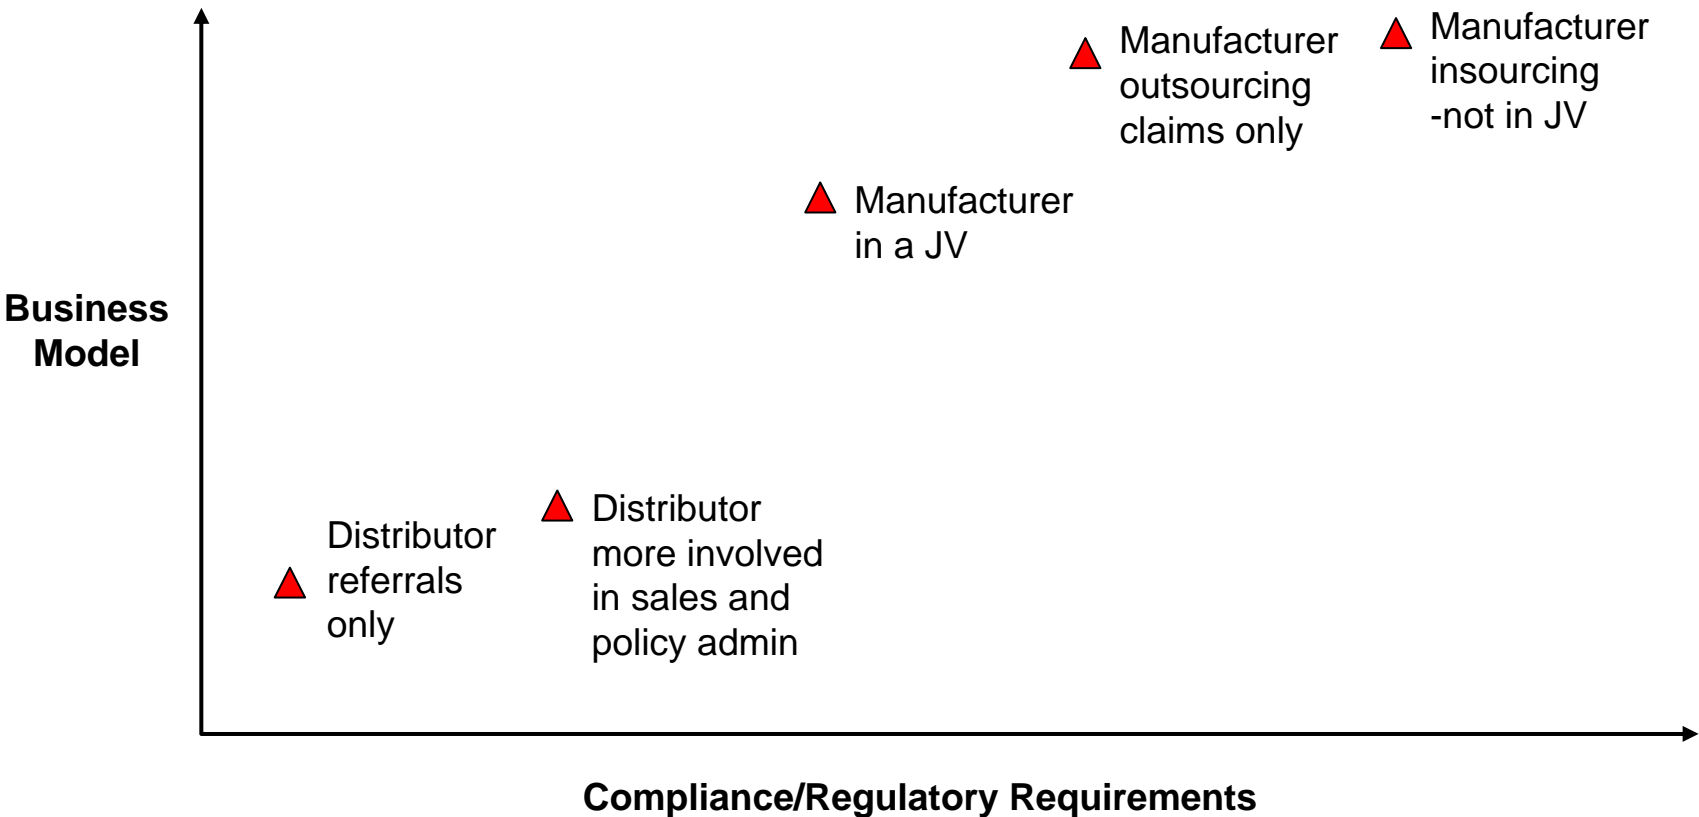 Manufacturer
outsourcing
claims only
Manufacturer
insourcing
-not in JV
Manufacturer
in a JV
Business
Model
Distributor
referrals
only
Distributor
more involved
in sales and
policy admin
Compliance/Regulatory Requirements